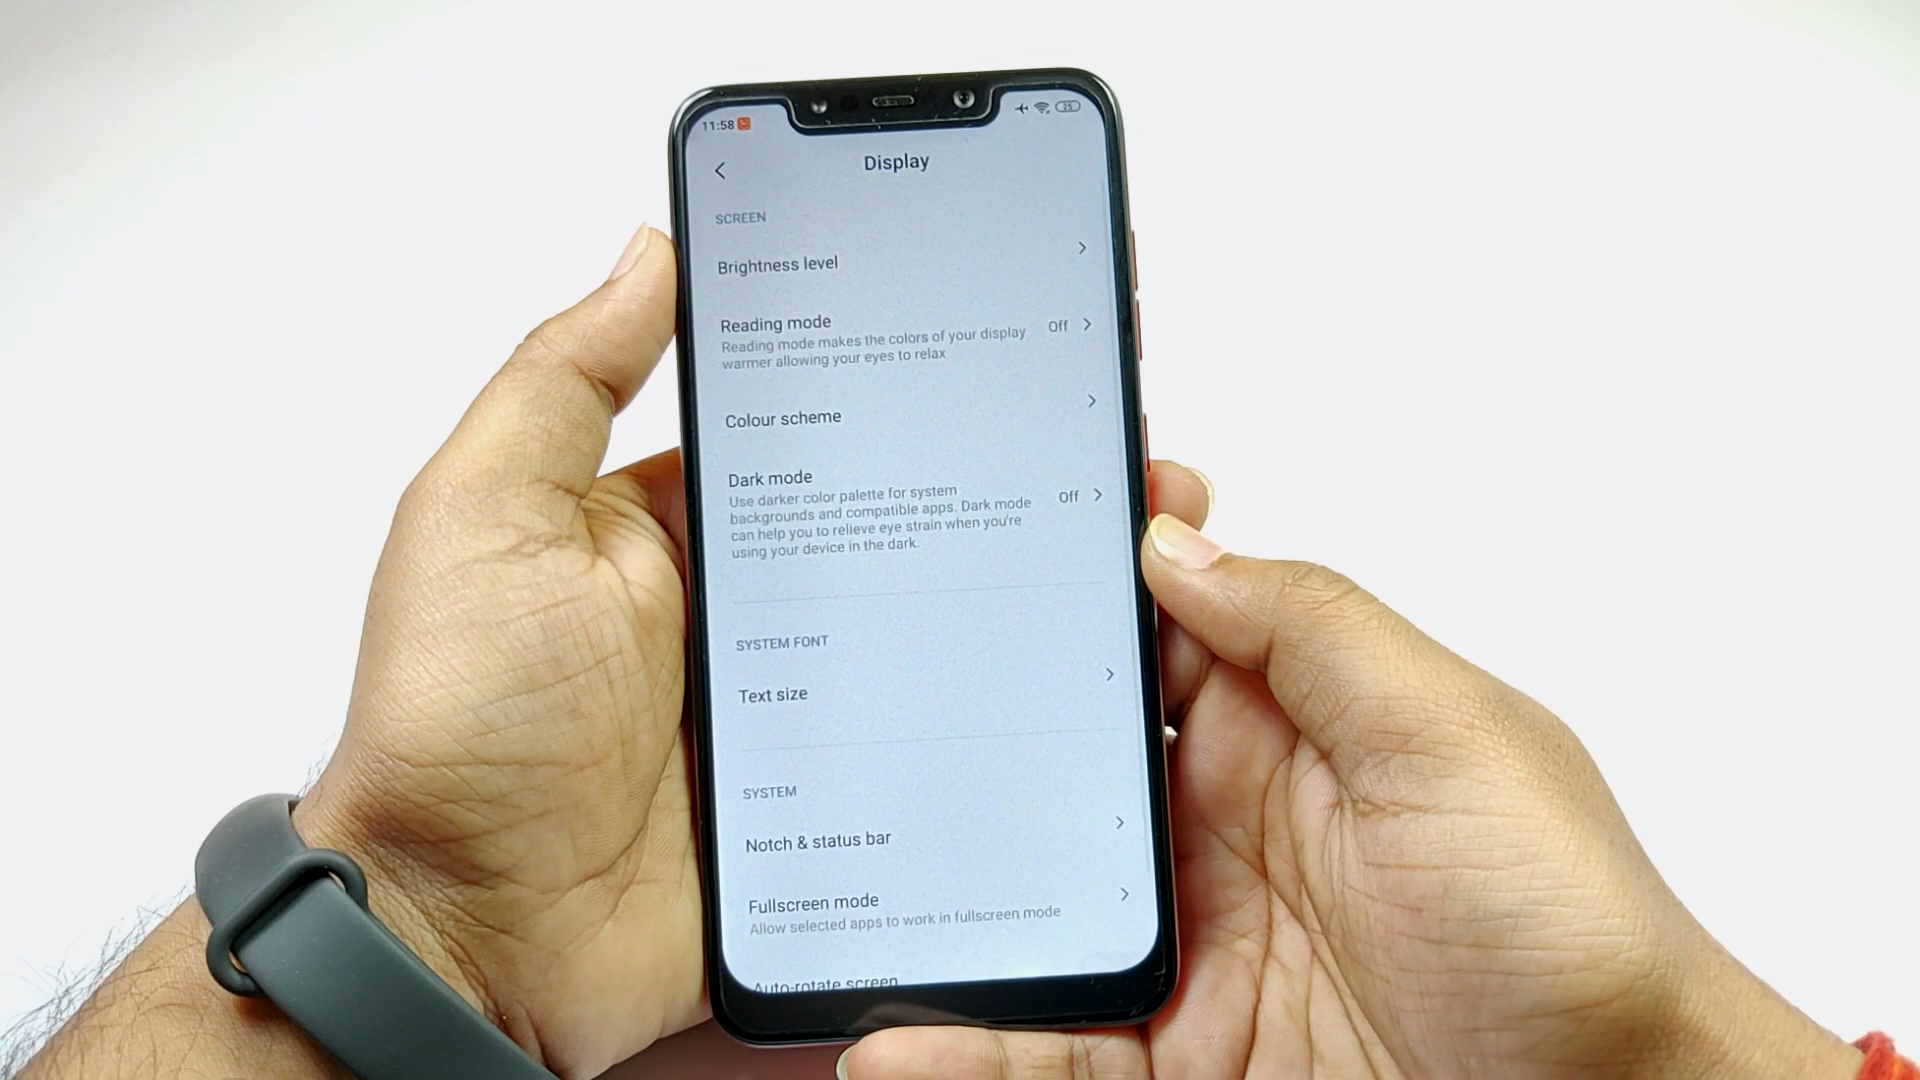 11:58
25
Display
SCREEN
Brightness level
Reading mode
Reading mode makes the colors of your display
warmer allowing your eyes to relax
Off
Colour scheme
Dark mode
Use darker color palette for system
backgrounds and compatible apps. Dark mode
can help you to relieve eye strain when you're
using your device in the dark.
Off
SYSTEM FONT
Text size
SYSTEM
Notch & status bar
Fullscreen mode
Allow selected apps to work in fullscreen mode
Auto-rotate screen